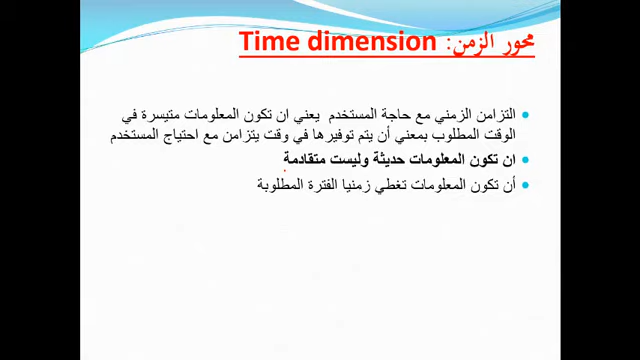 محور الزمن: Time dimension
التزامن الزمني مع حاجة المستخدم يعني ان تكون المعلومات متيسرة في
الوقت المطلوب بمعني أن يتم توفيرها في وقت يتزامن مع احتياج المستخدم
ان تكون المعلومات حديثة وليست متقادمة
أن تكون المعلومات تغطي زمنيا الفترة المطلوبة